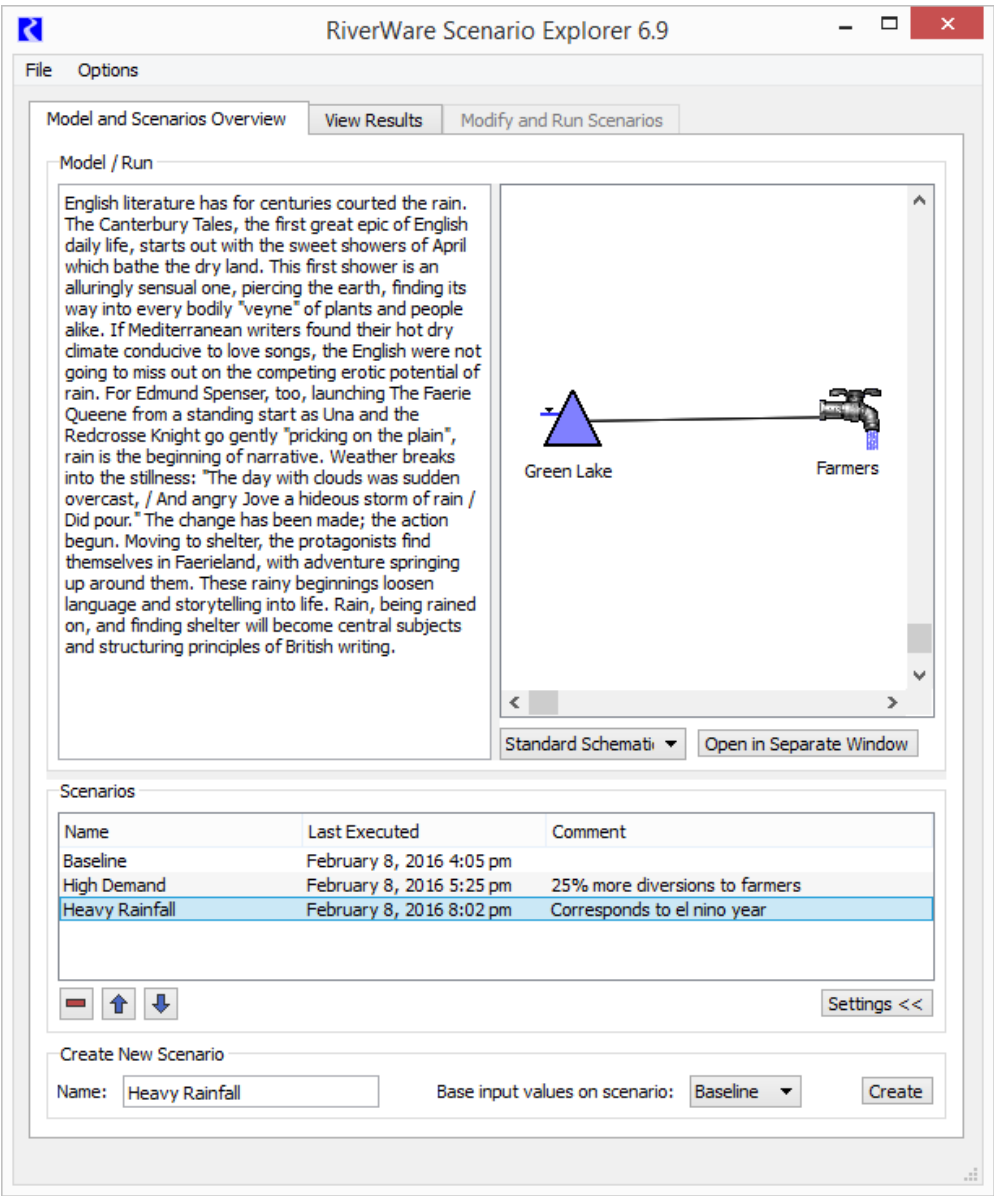 RiverWare Scenario Explorer 6.9
File Options
Model and Scenarios Overview View Results Modify and Run Scenarios
Model / Run
English literature has for centuries courted the rain.
The Canterbury Tales, the first great epic of English
daily life, starts out with the sweet showers of April
which bathe the dry land. This first shower is an
alluringly sensual one, piercing the earth, finding its
way into every bodily "veyne" of plants and people
alike. If Mediterranean writers found their hot dry
climate conducive to love songs, the English were not
going to miss out on the competing erotic potential of
rain. For Edmund Spenser, too, launching The Faerie
Queene from a standing start as Una and the
Redcrosse Knight go gently "pricking on the plain",
rain is the beginning of narrative. Weather breaks
into the stillness: "The day with clouds was sudden
overcast, / And angry Jove a hideous storm of rain /
Did pour." The change has been made; the action
begun. Moving to shelter, the protagonists find
themselves in Faerieland, with adventure springing
up around them. These rainy beginnings loosen
language and storytelling into life. Rain, being rained
on, and finding shelter will become central subjects
and structuring principles of British writing.
Green Lake Farmers
Standard Schemati Open in Separate Window
Scenarios
Name Last Executed Comment
Baseline February 8, 2016 4:05 pm
High Demand February 8, 2016 5:25 pm 25% more diversions to farmers
Heavy Rainfall February 8, 2016 8:02 pm Corresponds to el nino year
Settings <<
Create New Scenario
Name: Heavy Rainfall Base input values on scenario: Baseline Create